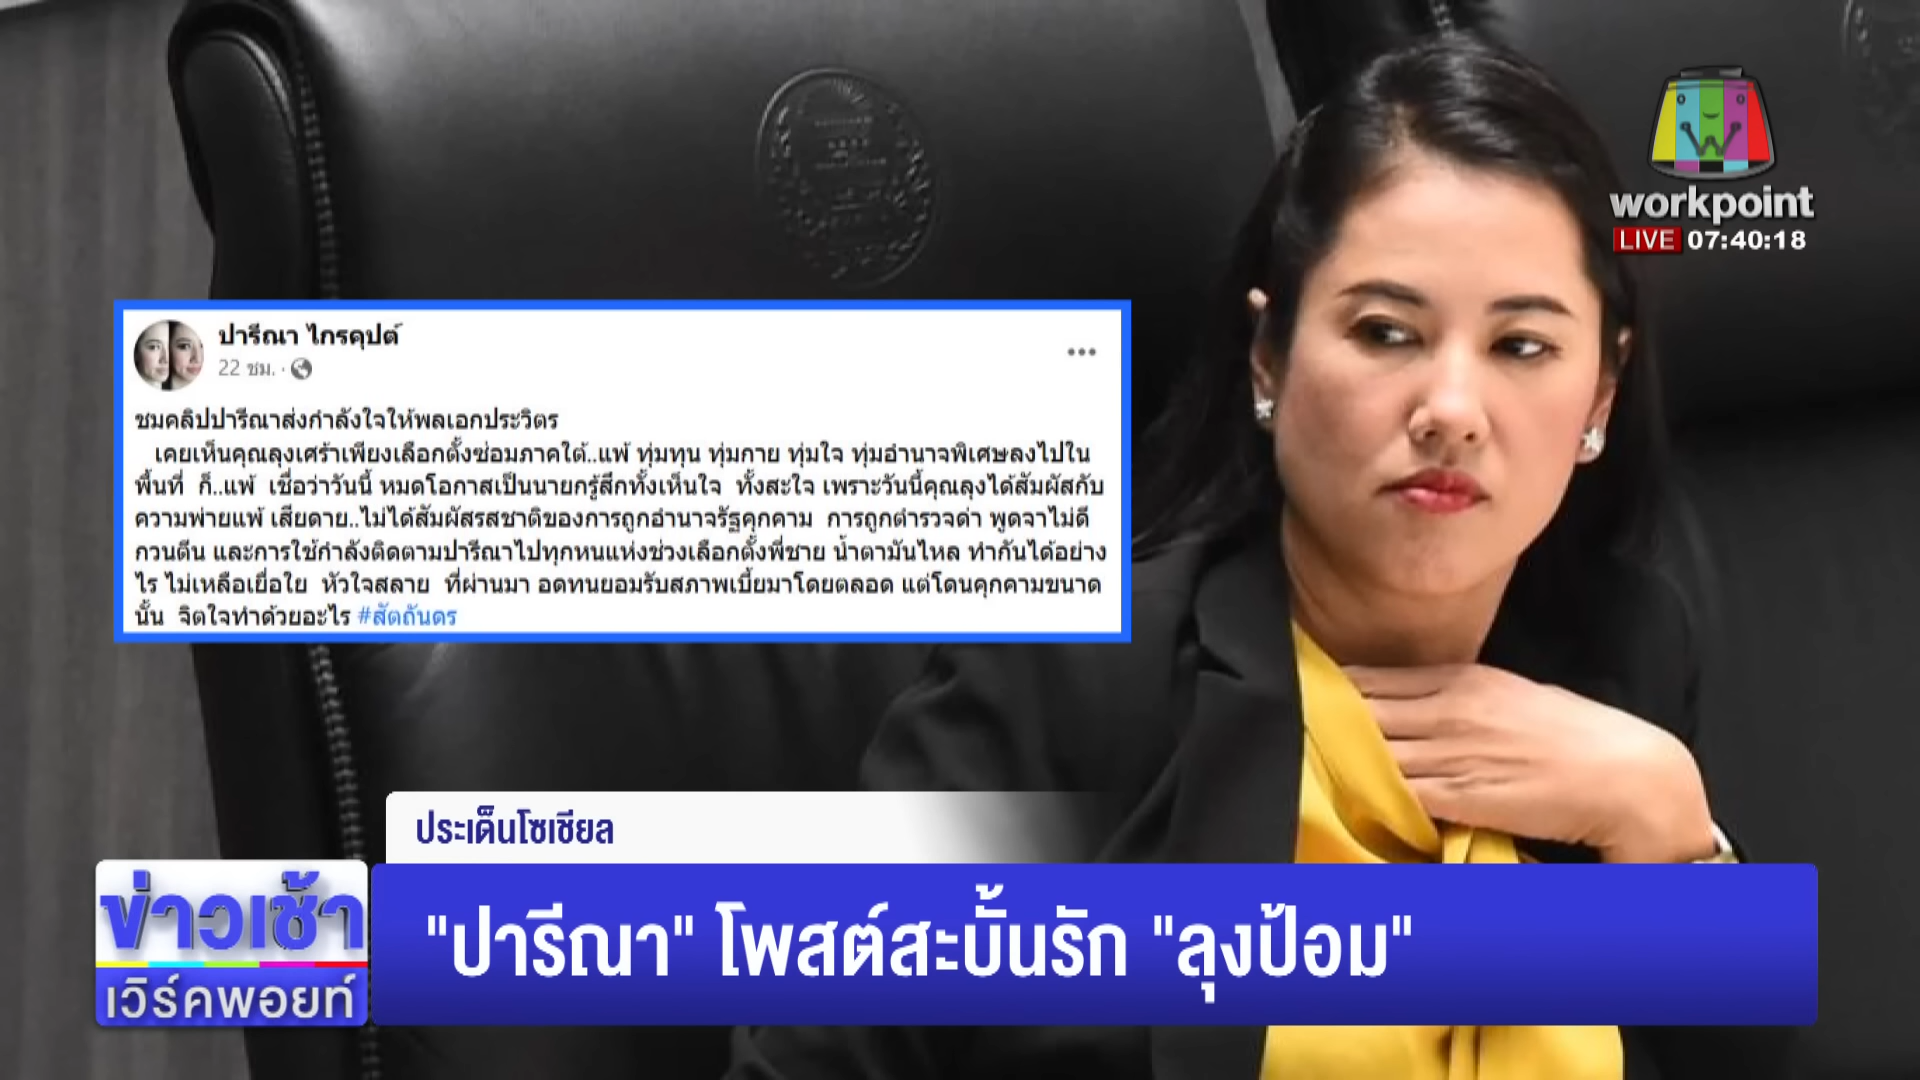 workpoint
LIVE 07:40:18
ปารีณา ไกรคุปต์
22 ชม. ·
ชมคลิปปารีณาส่งกำลังใจให้พลเอกประวิตร
เคยเห็นคุณลุงเศร้าเพียงเลือกตั้งซ่อมภาคใต้..แพ้ ทุ่มทุน ทุ่มกาย ทุ่มใจ ทุ่มอำนาจพิเศษลงไปใน
พื้นที่ ก็..แพ้ เชื่อว่าวันนี้ หมดโอกาสเป็นนายกรู้สึกทั้งเห็นใจ ทั้งสะใจ เพราะวันนี้คุณลุงได้สัมผัสกับ
ความพ่ายแพ้ เสียดาย..ไม่ได้สัมผัสรสชาติของการถูกอำนาจรัฐคุกคาม การถูกตำรวจด่า พูดจาไม่ดี
กวนตีน และการใช้กำลังติดตามปารีณาไปทุกหนแห่งช่วงเลือกตั้งพี่ชาย น้ำตามันไหล ทำกันได้อย่าง
ไร ไม่เหลือเยื่อใย หัวใจสลาย ที่ผ่านมา อดทนยอมรับสภาพเบี้ยมาโดยตลอด แต่โดนคุกคามขนาด
นั้น จิตใจทำด้วยอะไร #สัตถันดร
ประเด็นโซเชียล
ข่าวเช้า
เวิร์คพอยท์
"ปารีณา" โพสต์สะบั้นรัก "ลุงป้อม"